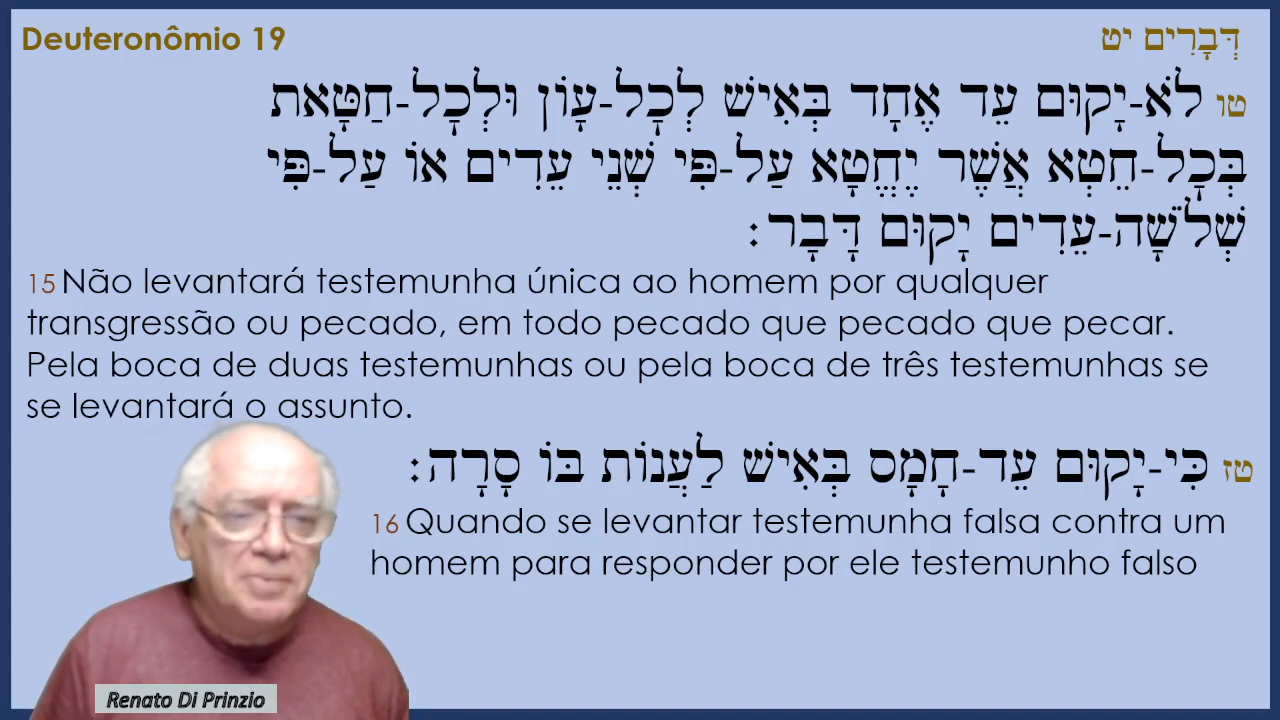 Deuteronômio 19
דְּבָרִים יט
טו לֹא-יָקוּם עֵד אֶחָד בְּאִישׁ לְכָל-עָוֺן וּלְכָל-חַטָּאת
בְּכָל-חֵטְא אֲשֶׁר יֶחֱטָא עַל-פִּי שְׁנֵי עֵדִים אוֹ עַל-פִּי
שְׁלֹשָׁה-עֵדִים יָקוּם דָּבָר:
15 Não levantará testemunha única ao homem por qualquer
transgressão ou pecado, em todo pecado que pecado que pecar.
Pela boca de duas testemunhas ou pela boca de três testemunhas se
se levantará o assunto.
טז כִּי-יָקוּם עֵד-חָמָס בְּאִישׁ לַעֲנוֹת בּוֹ סָרָה:
16 Quando se levantar testemunha falsa contra um
homem para responder por ele testemunho falso
Renato Di Prinzio